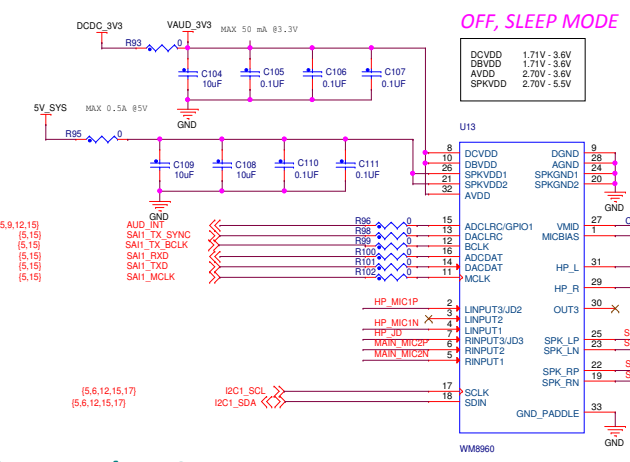 OFF, SLEEP MODE
DCDC_3V3
VAUD_3V3
MAX 50 mA @3.3V
R93
0
DCVDD 1.71V - 3.6V
DBVDD 1.71V - 3.6V
AVDD 2.70V - 3.6V
SPKVDD 2.70V - 5.5V
C104
10uF
C105
0.1UF
C106
0.1UF
C107
0.1UF
GND
5V_SYS
MAX 0.5A @5V
R95
0
C109
10uF
C108
10uF
C110
0.1UF
C111
0.1UF
GND
U13
8 DCVDD
10 DBVDD
26 SPKVDD1
21 SPKVDD2
32 AVDD
DGND 9
AGND 28
SPKGND1 24
SPKGND2 20
GND
5,9,12,15} AUD_INT R96 0 15 ADCLRC/GPIO1
{5,15} SAI1_TX_SYNC R98 0 13 DACLRC
{5,15} SAI1_TX_BCLK R99 0 12 BCLK
{5,15} SAI1_RXD R100 0 16 ADCDAT
{5,15} SAI1_TXD R101 0 14 DACDAT
{5,15} SAI1_MCLK R102 0 11 MCLK
VMID 27
MICBIAS 1
HP_L 31
HP_R 29
OUT3 30
HP_MIC1P 2 LINPUT3/JD2
3 LINPUT2
HP_MIC1N 4 LINPUT1
HP_JD 7 RINPUT3/JD3
MAIN_MIC2P 6 RINPUT2
MAIN_MIC2N 5 RINPUT1
SPK_LP 25
SPK_LN 23
SPK_RP 22
SPK_RN 19
{5,6,12,15,17} I2C1_SCL 17 SCLK
{5,6,12,15,17} I2C1_SDA 18 SDIN
GND_PADDLE 33
GND
WM8960